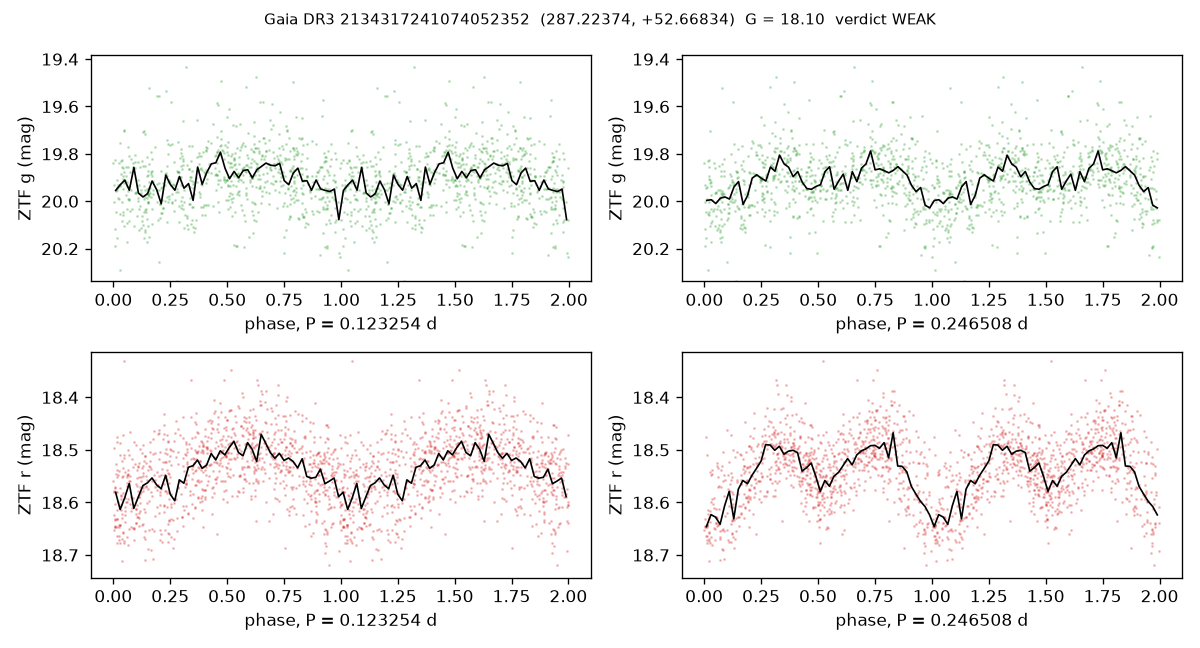 Gaia DR3 2134317241074052352 (287.22374, +52.66834) G = 18.10 verdict WEAK
19.4
19.6
19.8
20.0
20.2
ZTF g (mag)
0.00 0.25 0.50 0.75 1.00 1.25 1.50 1.75 2.00
phase, P = 0.123254 d
19.4
19.6
19.8
20.0
20.2
ZTF g (mag)
0.00 0.25 0.50 0.75 1.00 1.25 1.50 1.75 2.00
phase, P = 0.246508 d
18.4
18.5
18.6
18.7
ZTF r (mag)
0.00 0.25 0.50 0.75 1.00 1.25 1.50 1.75 2.00
phase, P = 0.123254 d
18.4
18.5
18.6
18.7
ZTF r (mag)
0.00 0.25 0.50 0.75 1.00 1.25 1.50 1.75 2.00
phase, P = 0.246508 d